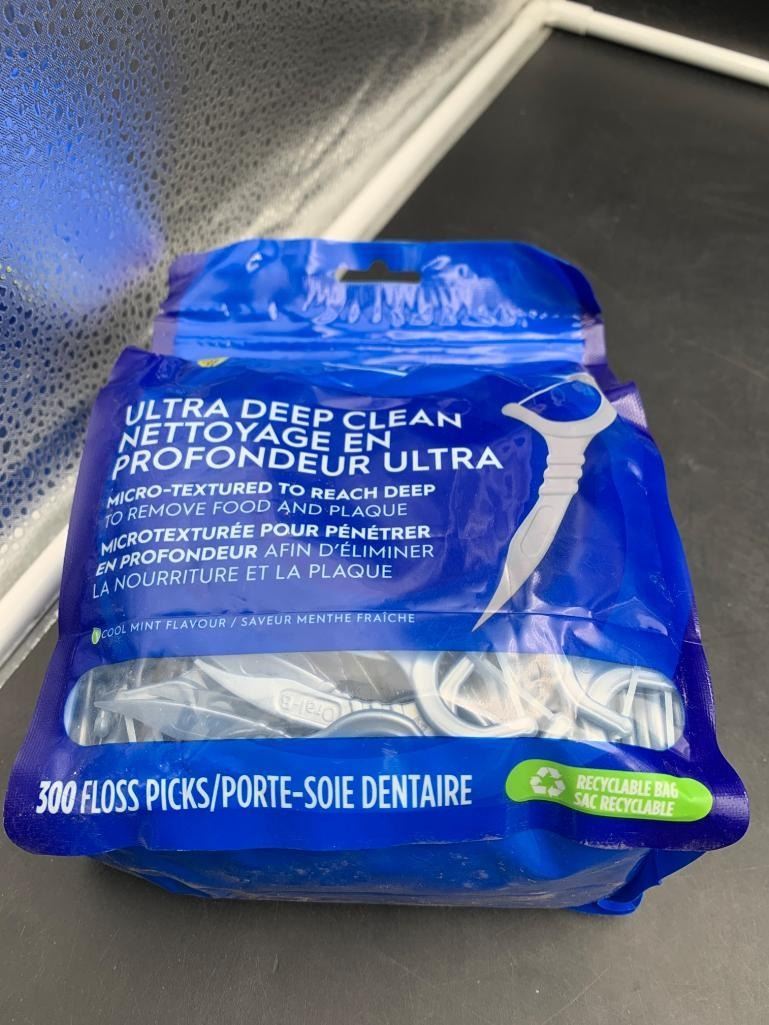 ULTRA DEEP CLEAN
NETTOYAGE EN
PROFONDEUR ULTRA
MICRO-TEXTURED TO REACH DEEP
TO REMOVE FOOD AND PLAQUE
MICROTEXTURÉE POUR PÉNÉTRER
EN PROFONDEUR AFIN D'ÉLIMINER
LA NOURRITURE ET LA PLAQUE
COOL MINT FLAVOUR / SAVEUR MENTHE FRAÎCHE
Oral-B
300 FLOSS PICKS/PORTE-SOIE DENTAIRE
RECYCLABLE BAG
SAC RECYCLABLE